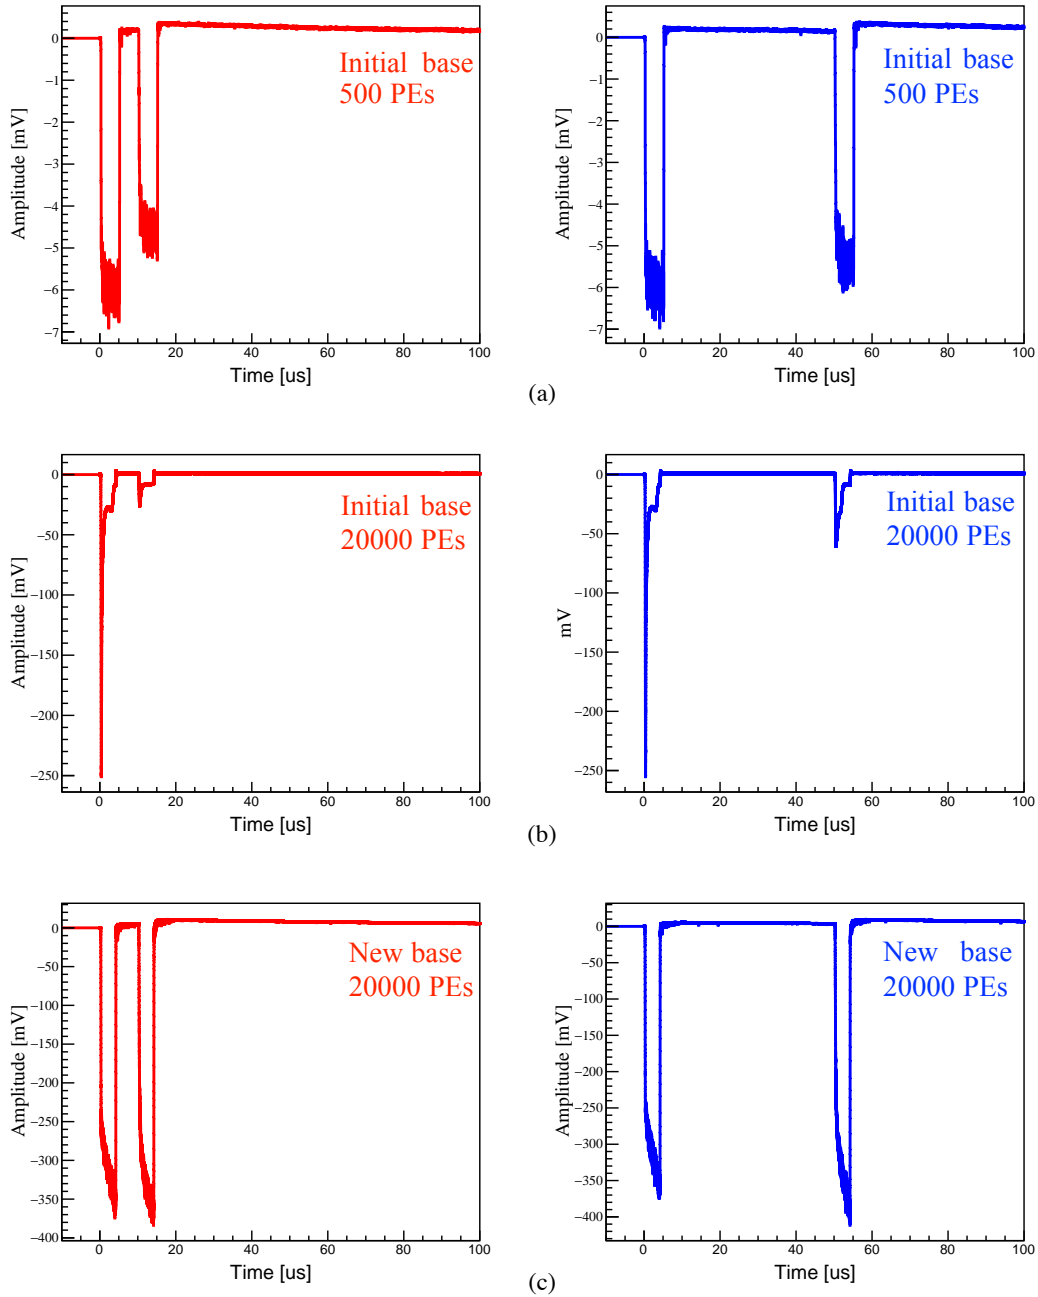 0
−1
−2
−3
−4
−5
−6
−7
Amplitude [mV]
Initial base
500 PEs
0 20 40 60 80 100
Time [us]
0
−1
−2
−3
−4
−5
−6
−7
Amplitude [mV]
Initial base
500 PEs
0 20 40 60 80 100
Time [us]
(a)
0
−50
−100
−150
−200
−250
Amplitude [mV]
Initial base
20000 PEs
0 20 40 60 80 100
Time [us]
0
−50
−100
−150
−200
−250
mV
Initial base
20000 PEs
0 20 40 60 80 100
Time [us]
(b)
0
−50
−100
−150
−200
−250
−300
−350
−400
Amplitude [mV]
New base
20000 PEs
0 20 40 60 80 100
Time [us]
0
−50
−100
−150
−200
−250
−300
−350
−400
Amplitude [mV]
New base
20000 PEs
0 20 40 60 80 100
Time [us]
(c)